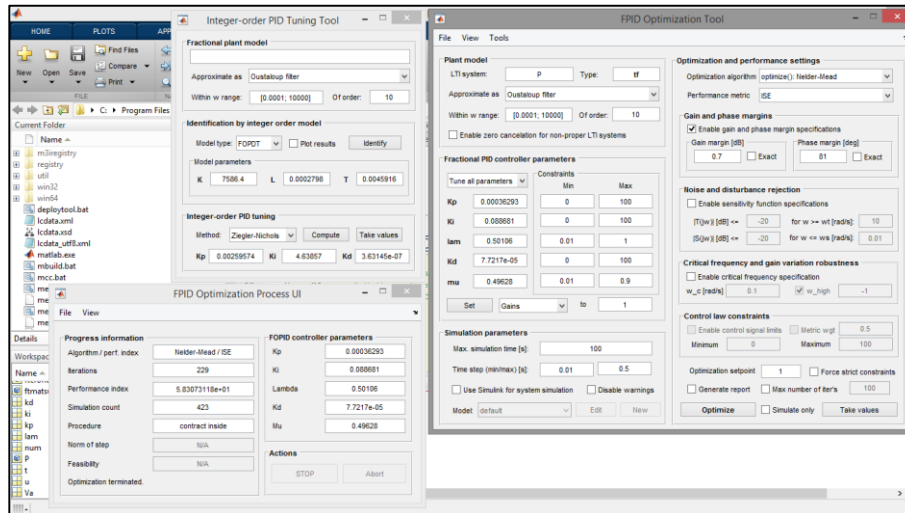 HOME PLOTS APP
New Open Save Find Files
Compare
Print
FILE
C: Program Files
Current Folder
Name
m3iregistry
registry
util
win32
win64
deploytool.bat
lcdata.xml
lcdata.xsd
lcdata_utf8.xml
matlab.exe
mbuild.bat
mcc.bat
Details
Workspac
Name
ftmatsu
kd
ki
kp
lam
num
P
t
u
Va
Integer-order PID Tuning Tool
Fractional plant model
Approximate as Oustaloup filter
Within w range: [0.0001; 10000] Of order: 10
Identification by integer order model
Model type: FOPDT Plot results Identify
Model parameters
K 7586.4 L 0.0002798 T 0.0045916
Integer-order PID tuning
Method: Ziegler-Nichols Compute Take values
Kp 0.00259574 Ki 4.63857 Kd 3.63145e-07
FPID Optimization Process UI
File View
Progress information
Algorithm / perf. index Nelder-Mead / ISE
Iterations 229
Performance index 5.83073118e+01
Simulation count 423
Procedure contract inside
Norm of step N/A
Feasibility N/A
Optimization terminated.
FOPID controller parameters
Kp 0.00036293
Ki 0.088681
Lambda 0.50106
Kd 7.7217e-05
Mu 0.49628
Actions
STOP Abort
FPID Optimization Tool
File View Tools
Plant model
LTI system: P Type: tf
Approximate as Oustaloup filter
Within w range: [0.0001; 10000] Of order: 10
Enable zero cancelation for non-proper LTI systems
Fractional PID controller parameters
Tune all parameters Constraints
Min Max
Kp 0.00036293 0 100
Ki 0.088681 0 100
lam 0.50106 0.01 1
Kd 7.7217e-05 0 100
mu 0.49628 0.01 0.9
Set Gains to 1
Simulation parameters
Max. simulation time [s]: 100
Time step (min/max) [s]: 0.01 0.5
Use Simulink for system simulation Disable warnings
Model: default Edit New
Optimization and performance settings
Optimization algorithm optimize(): Nelder-Mead
Performance metric ISE
Gain and phase margins
Enable gain and phase margin specifications
Gain margin [dB] Phase margin [deg]
0.7 Exact 81 Exact
Noise and disturbance rejection
Enable sensitivity function specifications
|T(jw)| [dB] <= -20 for w >= wt [rad/s]: 10
|S(jw)| [dB] <= -20 for w <= ws [rad/s]: 0.01
Critical frequency and gain variation robustness
Enable critical frequency specification
w_c [rad/s] 0.1 w_high -1
Control law constraints
Enable control signal limits Metric wgt 0.5
Minimum 0 Maximum 100
Optimization setpoint 1 Force strict constraints
Generate report Max number of iter's 100
Optimize Simulate only Take values